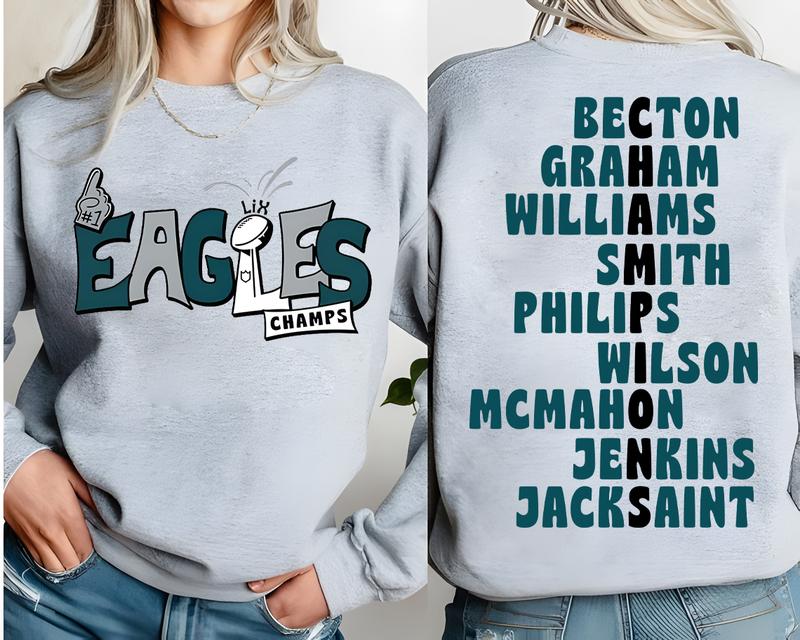 #1
LIX
EAGLES
CHAMPS
BECTON
GRAHAM
WILLIAMS
SMITH
PHILIPS
WILSON
MCMAHON
JENKINS
JACKSAINT